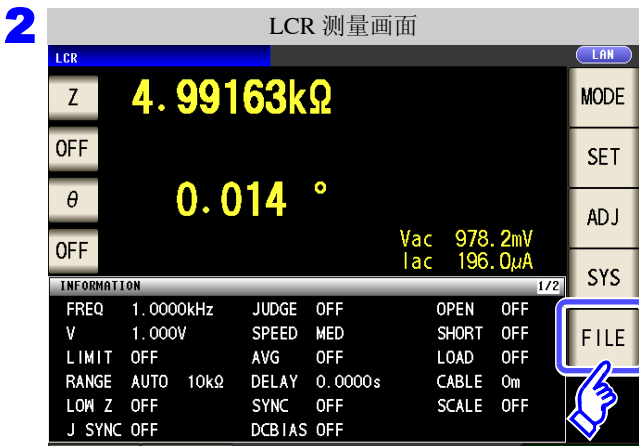 2
LCR 测量画面
LCR
LAN
Z
4.99163kΩ
MODE
OFF
SET
θ
0.014 °
ADJ
OFF
Vac 978.2mV
Iac 196.0μA
SYS
INFORMATION 1/2
FREQ 1.0000kHz JUDGE OFF OPEN OFF
V 1.000V SPEED MED SHORT OFF
FILE
LIMIT OFF AVG OFF LOAD OFF
RANGE AUTO 10kΩ DELAY 0.0000s CABLE 0m
LOW Z OFF SYNC OFF SCALE OFF
J SYNC OFF DCBIAS OFF